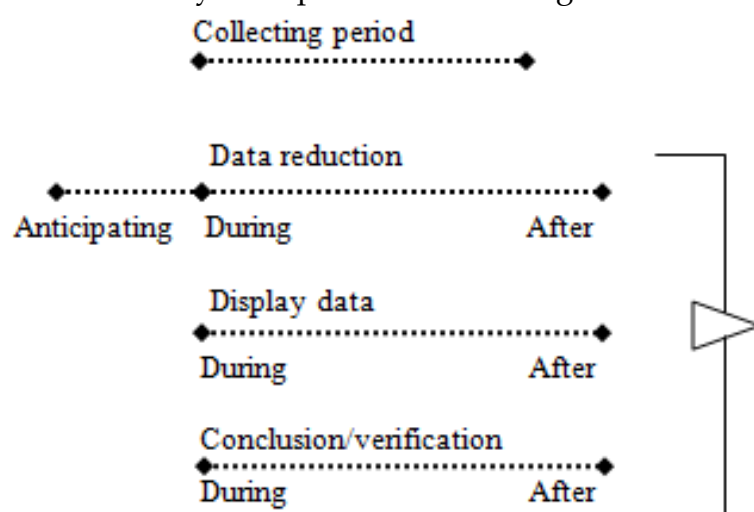 Collecting period
Data reduction
Anticipating During After
Display data
During After
Conclusion/verification
During After